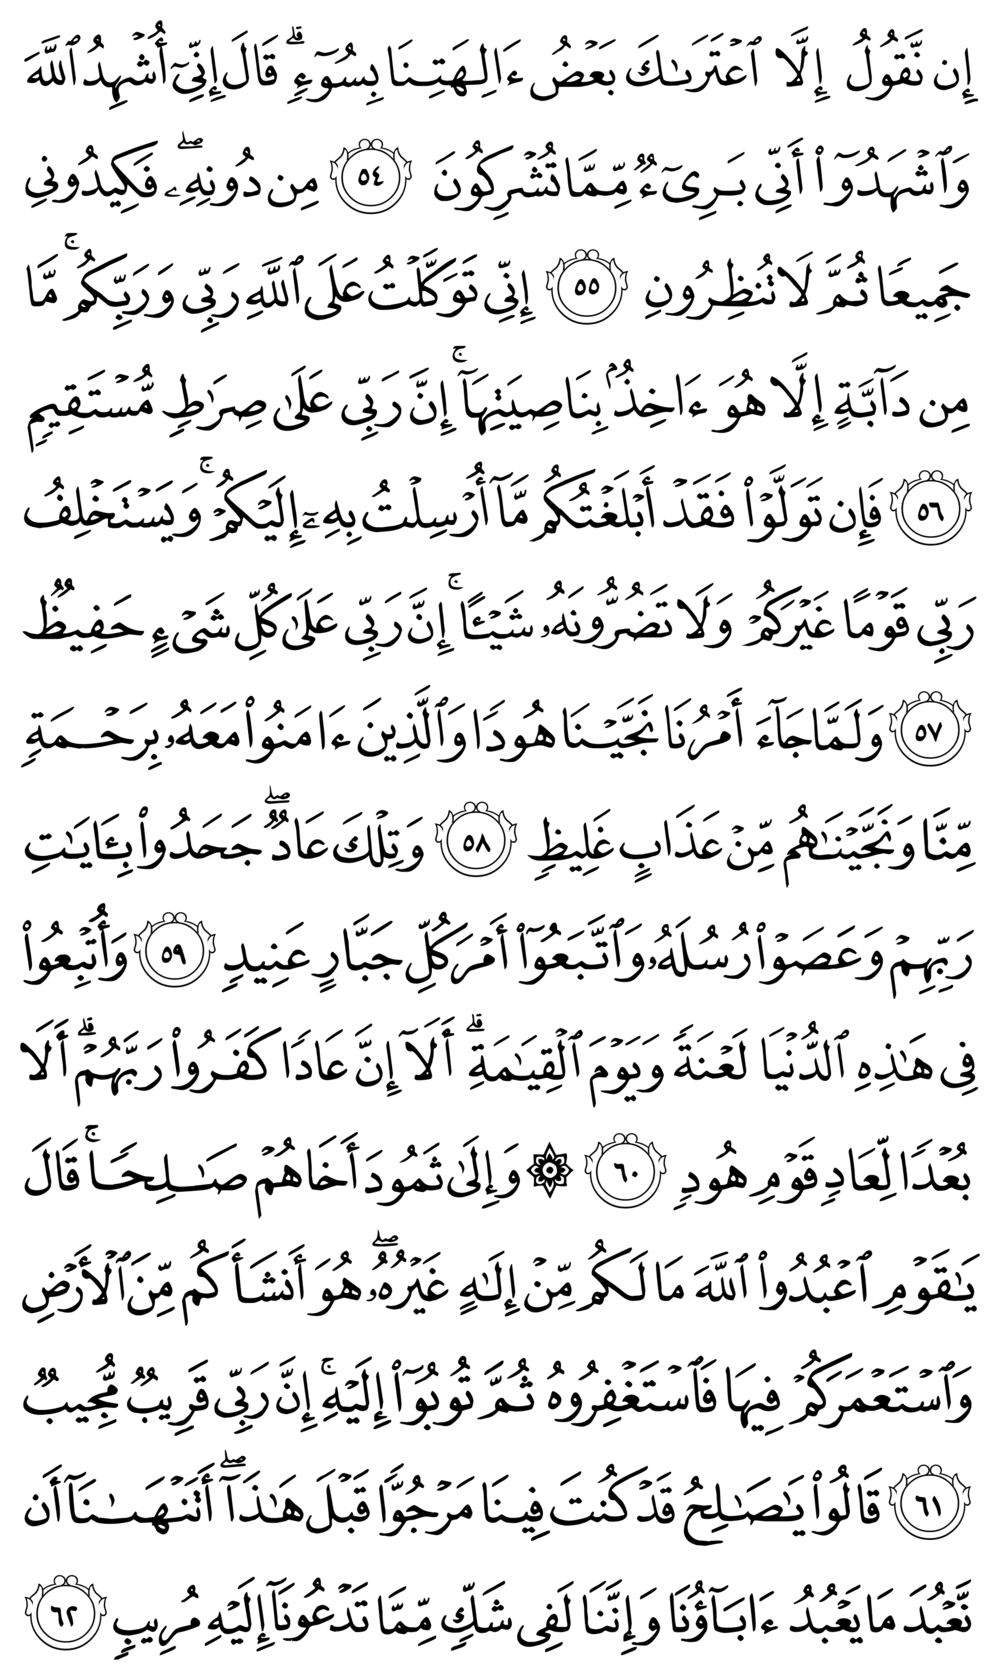 إِن نَّقُولُ إِلَّا ٱعۡتَرَىٰكَ بَعۡضُ ءَالِهَتِنَا بِسُوٓءٖۗ قَالَ إِنِّيٓ أُشۡهِدُ ٱللَّهَ
وَٱشۡهَدُوٓاْ أَنِّي بَرِيٓءٞ مِّمَّا تُشۡرِكُونَ ٥٤ مِن دُونِهِۦۖ فَكِيدُونِي
جَمِيعٗا ثُمَّ لَا تُنظِرُونِ ٥٥ إِنِّي تَوَكَّلۡتُ عَلَى ٱللَّهِ رَبِّي وَرَبِّكُمۚ مَّا
مِن دَآبَّةٍ إِلَّا هُوَ ءَاخِذُۢ بِنَاصِيَتِهَآۚ إِنَّ رَبِّي عَلَىٰ صِرَٰطٖ مُّسۡتَقِيمٖ
٥٦ فَإِن تَوَلَّوۡاْ فَقَدۡ أَبۡلَغۡتُكُم مَّآ أُرۡسِلۡتُ بِهِۦٓ إِلَيۡكُمۡۚ وَيَسۡتَخۡلِفُ
رَبِّي قَوۡمًا غَيۡرَكُمۡ وَلَا تَضُرُّونَهُۥ شَيۡـًٔاۚ إِنَّ رَبِّي عَلَىٰ كُلِّ شَيۡءٍ حَفِيظٞ
٥٧ وَلَمَّا جَآءَ أَمۡرُنَا نَجَّيۡنَا هُودٗا وَٱلَّذِينَ ءَامَنُواْ مَعَهُۥ بِرَحۡمَةٖ
مِّنَّا وَنَجَّيۡنَٰهُم مِّنۡ عَذَابٍ غَلِيظٖ ٥٨ وَتِلۡكَ عَادٞۖ جَحَدُواْ بِـَٔايَٰتِ
رَبِّهِمۡ وَعَصَوۡاْ رُسُلَهُۥ وَٱتَّبَعُوٓاْ أَمۡرَ كُلِّ جَبَّارٍ عَنِيدٖ ٥٩ وَأُتۡبِعُواْ
فِي هَٰذِهِ ٱلدُّنۡيَا لَعۡنَةٗ وَيَوۡمَ ٱلۡقِيَٰمَةِۗ أَلَآ إِنَّ عَادٗا كَفَرُواْ رَبَّهُمۡۗ أَلَا
بُعۡدٗا لِّعَادٖ قَوۡمِ هُودٖ ٦٠ ۞ وَإِلَىٰ ثَمُودَ أَخَاهُمۡ صَٰلِحٗاۚ قَالَ
يَٰقَوۡمِ ٱعۡبُدُواْ ٱللَّهَ مَا لَكُم مِّنۡ إِلَٰهٍ غَيۡرُهُۥۖ هُوَ أَنشَأَكُم مِّنَ ٱلۡأَرۡضِ
وَٱسۡتَعۡمَرَكُمۡ فِيهَا فَٱسۡتَغۡفِرُوهُ ثُمَّ تُوبُوٓاْ إِلَيۡهِۚ إِنَّ رَبِّي قَرِيبٞ مُّجِيبٞ
٦١ قَالُواْ يَٰصَٰلِحُ قَدۡ كُنتَ فِينَا مَرۡجُوّٗا قَبۡلَ هَٰذَآۖ أَتَنۡهَىٰنَآ أَن
نَّعۡبُدَ مَا يَعۡبُدُ ءَابَآؤُنَا وَإِنَّنَا لَفِي شَكّٖ مِّمَّا تَدۡعُونَآ إِلَيۡهِ مُرِيبٖ ٦٢